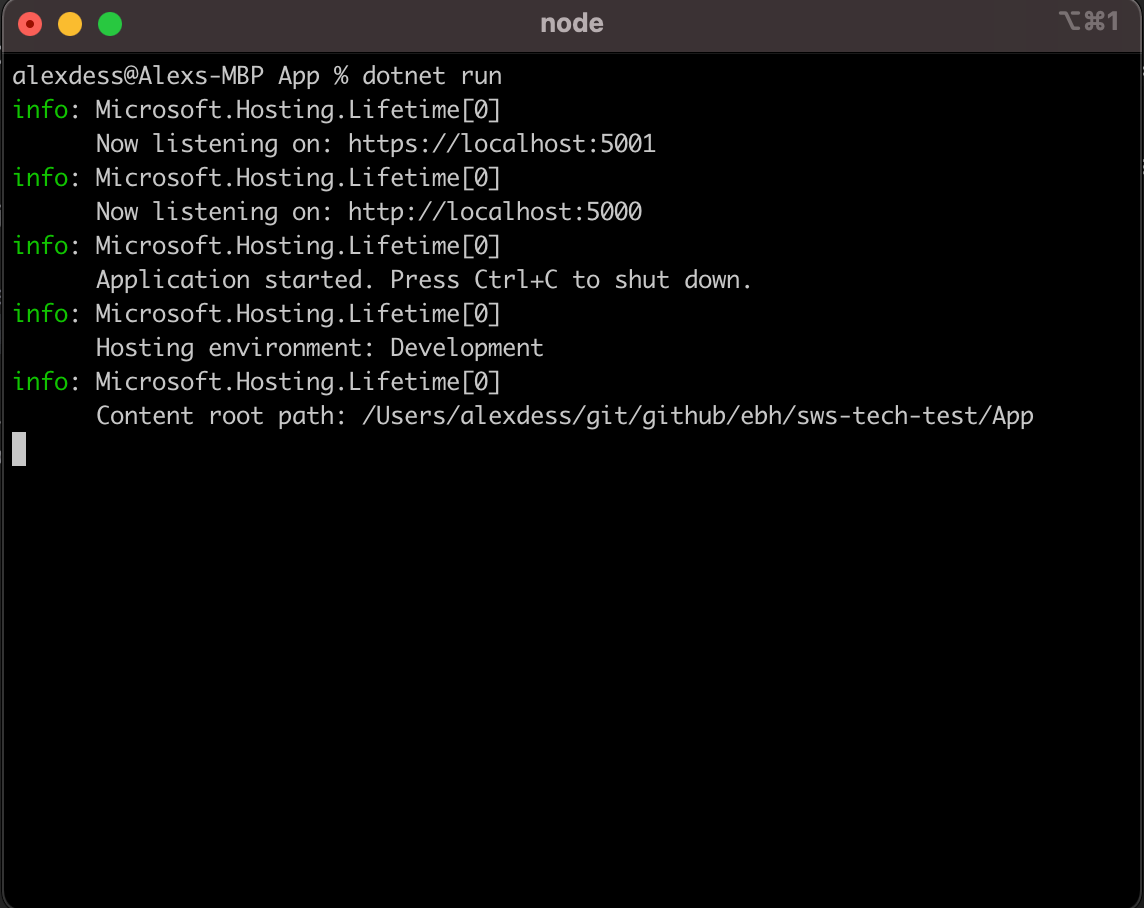 node
⌥⌘1
alexdess@Alexs-MBP App % dotnet run
info: Microsoft.Hosting.Lifetime[0]
      Now listening on: https://localhost:5001
info: Microsoft.Hosting.Lifetime[0]
      Now listening on: http://localhost:5000
info: Microsoft.Hosting.Lifetime[0]
      Application started. Press Ctrl+C to shut down.
info: Microsoft.Hosting.Lifetime[0]
      Hosting environment: Development
info: Microsoft.Hosting.Lifetime[0]
      Content root path: /Users/alexdess/git/github/ebh/sws-tech-test/App